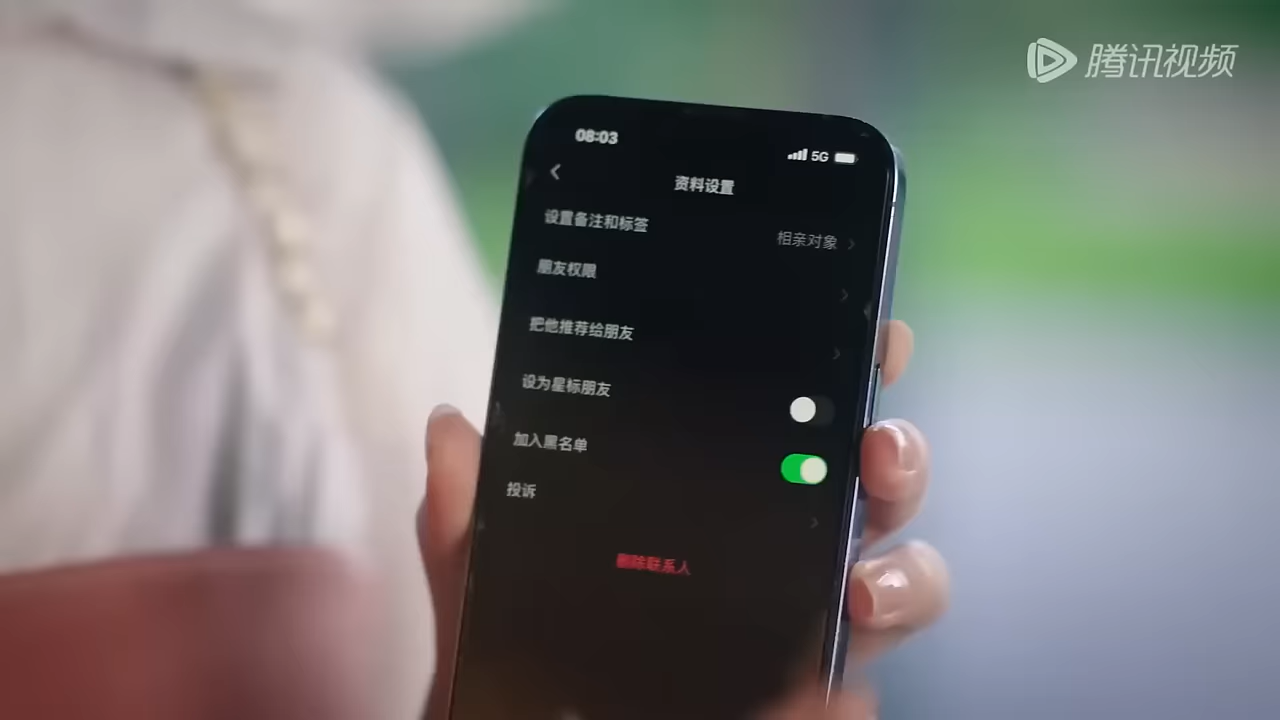 腾讯视频
08:03
5G
资料设置
设置备注和标签
相亲对象
朋友权限
把他推荐给朋友
设为星标朋友
加入黑名单
投诉
删除联系人